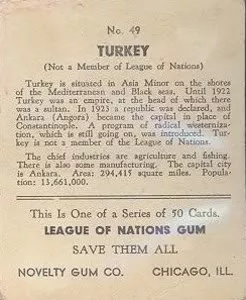 No. 49
TURKEY
(Not a Member of League of Nations)
Turkey is situated in Asia Minor on the shores
of the Mediterranean and Black seas. Until 1922
Turkey was an empire, at the head of which there
was a sultan. In 1923 a republic was declared, and
Ankara (Angora) became the capital in place of
Constantinople. A program of radical westerniza-
tion, which is still going on, was introduced. Tur-
key is not a member of the League of Nations.
The chief industries are agriculture and fishing.
There is also some manufacturing. The capital city
is Ankara. Area: 294,415 square miles. Popula-
tion: 13,661,000.
This Is One of a Series of 50 Cards.
LEAGUE OF NATIONS GUM
SAVE THEM ALL
NOVELTY GUM CO. CHICAGO, ILL.